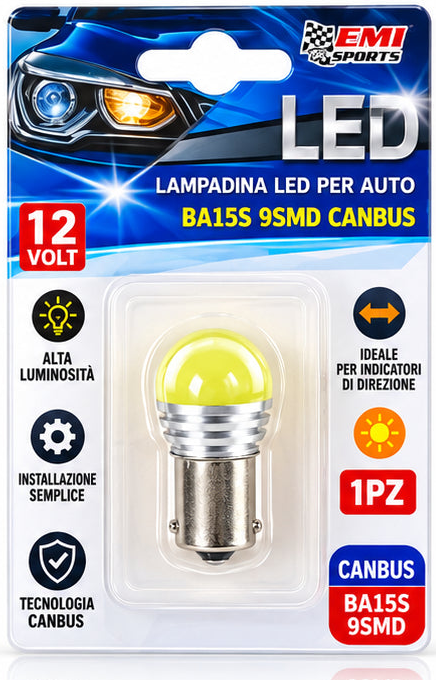 EMI
SPORTS
LED
LAMPADINA LED PER AUTO
BA15S 9SMD CANBUS
12
VOLT
ALTA
LUMINOSITÀ
IDEALE
PER INDICATORI
DI DIREZIONE
INSTALLAZIONE
SEMPLICE
1PZ
TECNOLOGIA
CANBUS
CANBUS
BA15S
9SMD